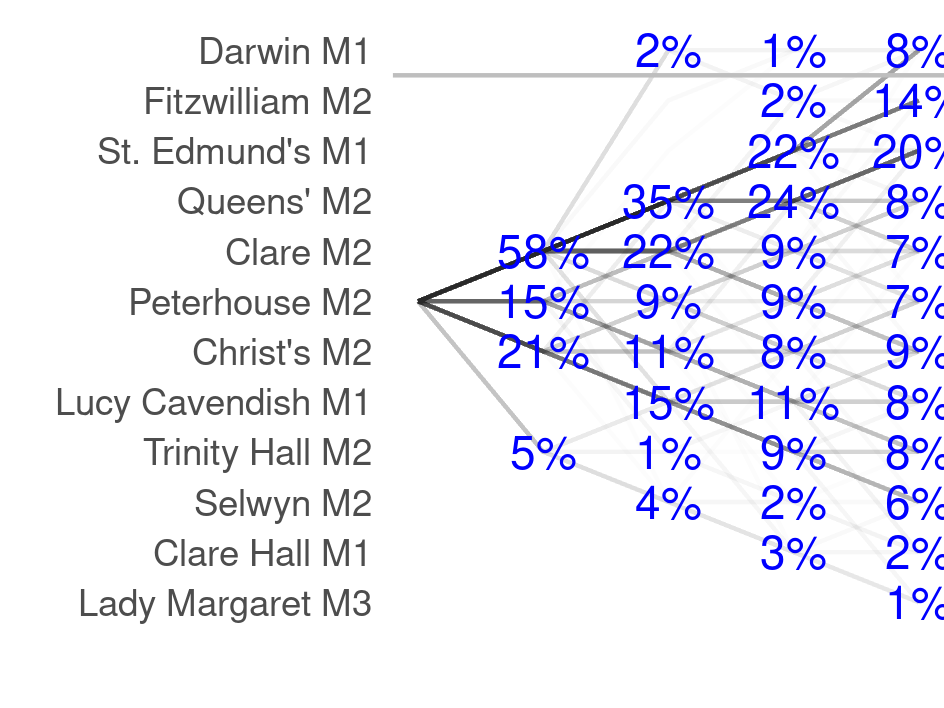 Darwin M1 2% 1% 8%
Fitzwilliam M2 2% 14%
St. Edmund's M1 22% 20%
Queens' M2 35% 24% 8%
Clare M2 58% 22% 9% 7%
Peterhouse M2 15% 9% 9% 7%
Christ's M2 21% 11% 8% 9%
Lucy Cavendish M1 15% 11% 8%
Trinity Hall M2 5% 1% 9% 8%
Selwyn M2 4% 2% 6%
Clare Hall M1 3% 2%
Lady Margaret M3 1%